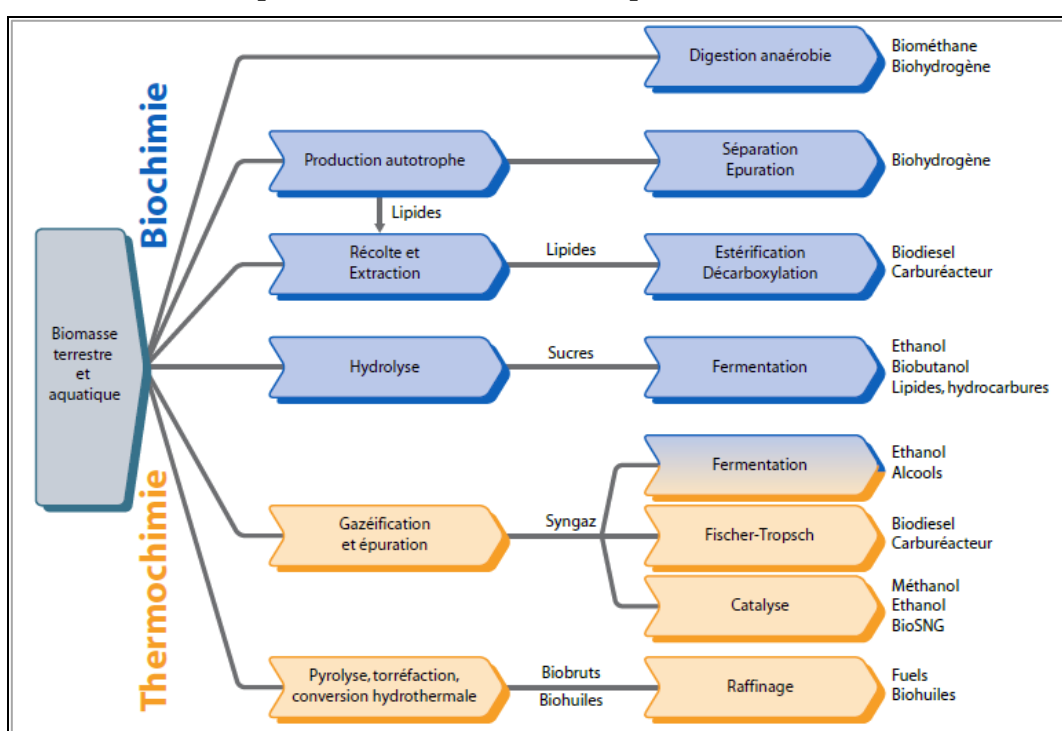 Digestion anaérobie
Biométhane
Biohydrogène
Biochimie
Production autotrophe
Séparation
Epuration
Biohydrogène
Lipides
Récolte et
Extraction
Lipides
Estérification
Décarboxylation
Biodiesel
Carburéacteur
Biomasse
terrestre
et
aquatique
Hydrolyse
Sucres
Fermentation
Ethanol
Biobutanol
Lipides, hydrocarbures
Thermochimie
Gazéification
et épuration
Syngaz
Fermentation
Ethanol
Alcools
Fischer-Tropsch
Biodiesel
Carburéacteur
Catalyse
Méthanol
Ethanol
BioSNG
Pyrolyse, torréfaction,
conversion hydrothermale
Biobruts
Biohuiles
Raffinage
Fuels
Biohuiles